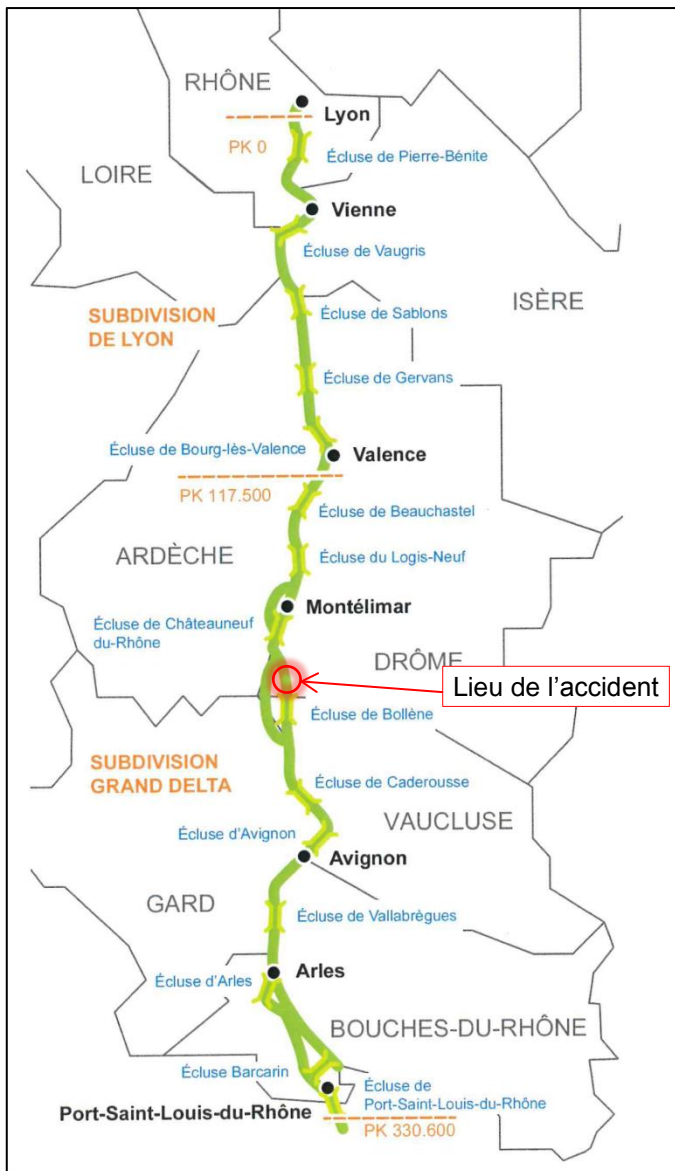 RHÔNE
Lyon
PK 0
Écluse de Pierre-Bénite
LOIRE
Vienne
Écluse de Vaugris
ISÈRE
SUBDIVISION
DE LYON
Écluse de Sablons
Écluse de Gervans
Écluse de Bourg-lès-Valence
Valence
PK 117.500
Écluse de Beauchastel
ARDÈCHE
Écluse du Logis-Neuf
Montélimar
Écluse de Châteauneuf
du-Rhône
DRÔME
Lieu de l’accident
Écluse de Bollène
SUBDIVISION
GRAND DELTA
Écluse de Caderousse
VAUCLUSE
Écluse d’Avignon
Avignon
GARD
Écluse de Vallabrègues
Arles
Écluse d’Arles
BOUCHES-DU-RHÔNE
Écluse Barcarin
Écluse de
Port-Saint-Louis-du-Rhône
Port-Saint-Louis-du-Rhône
PK 330.600